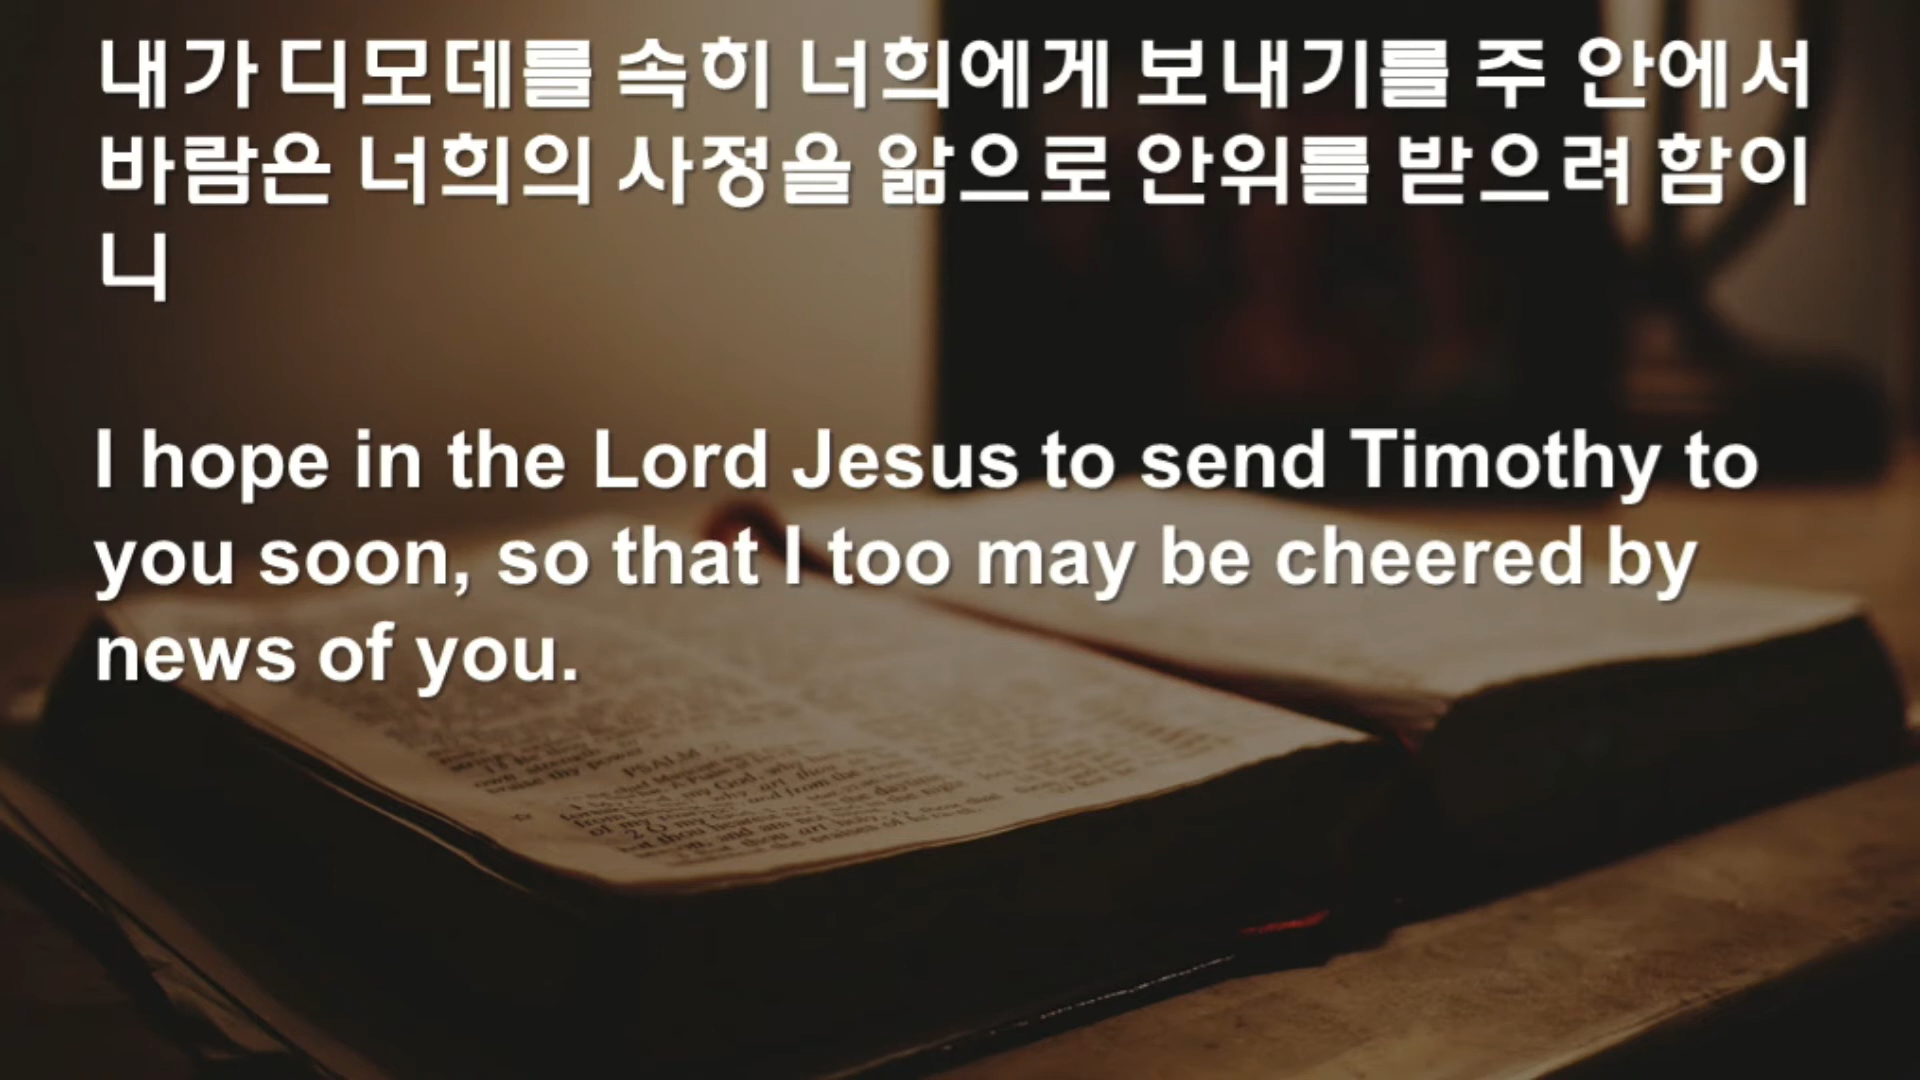 내가 디모데를 속히 너희에게 보내기를 주 안에서
바람은 너희의 사정을 앎으로 안위를 받으려 함이
니
I hope in the Lord Jesus to send Timothy to
you soon, so that I too may be cheered by
news of you.
PSALM 22